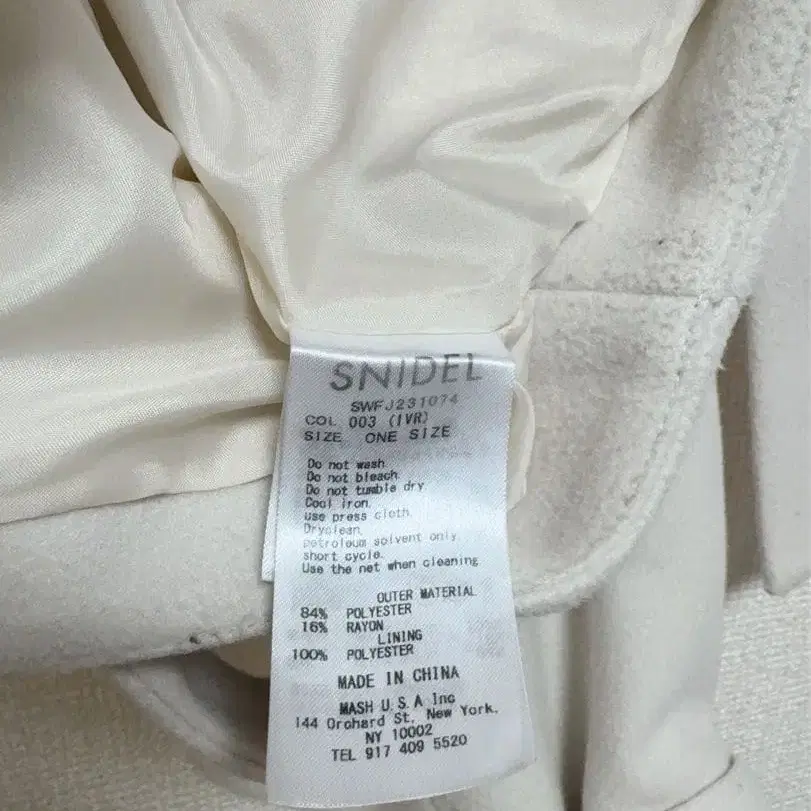 SNIDEL
SWFJ231074
COL 003 (IVR)
SIZE ONE SIZE
Do not wash
Do not bleach
Do not tumble dry
Cool iron.
use press cloth
Dryclean.
petroleum solvent only.
short cycle.
Use the net when cleaning
OUTER MATERIAL
84% POLYESTER
16% RAYON
LINING
100% POLYESTER
MADE IN CHINA
MASH U.S.A Inc
144 Orchard St. New York.
NY 10002
TEL 917 409 5520